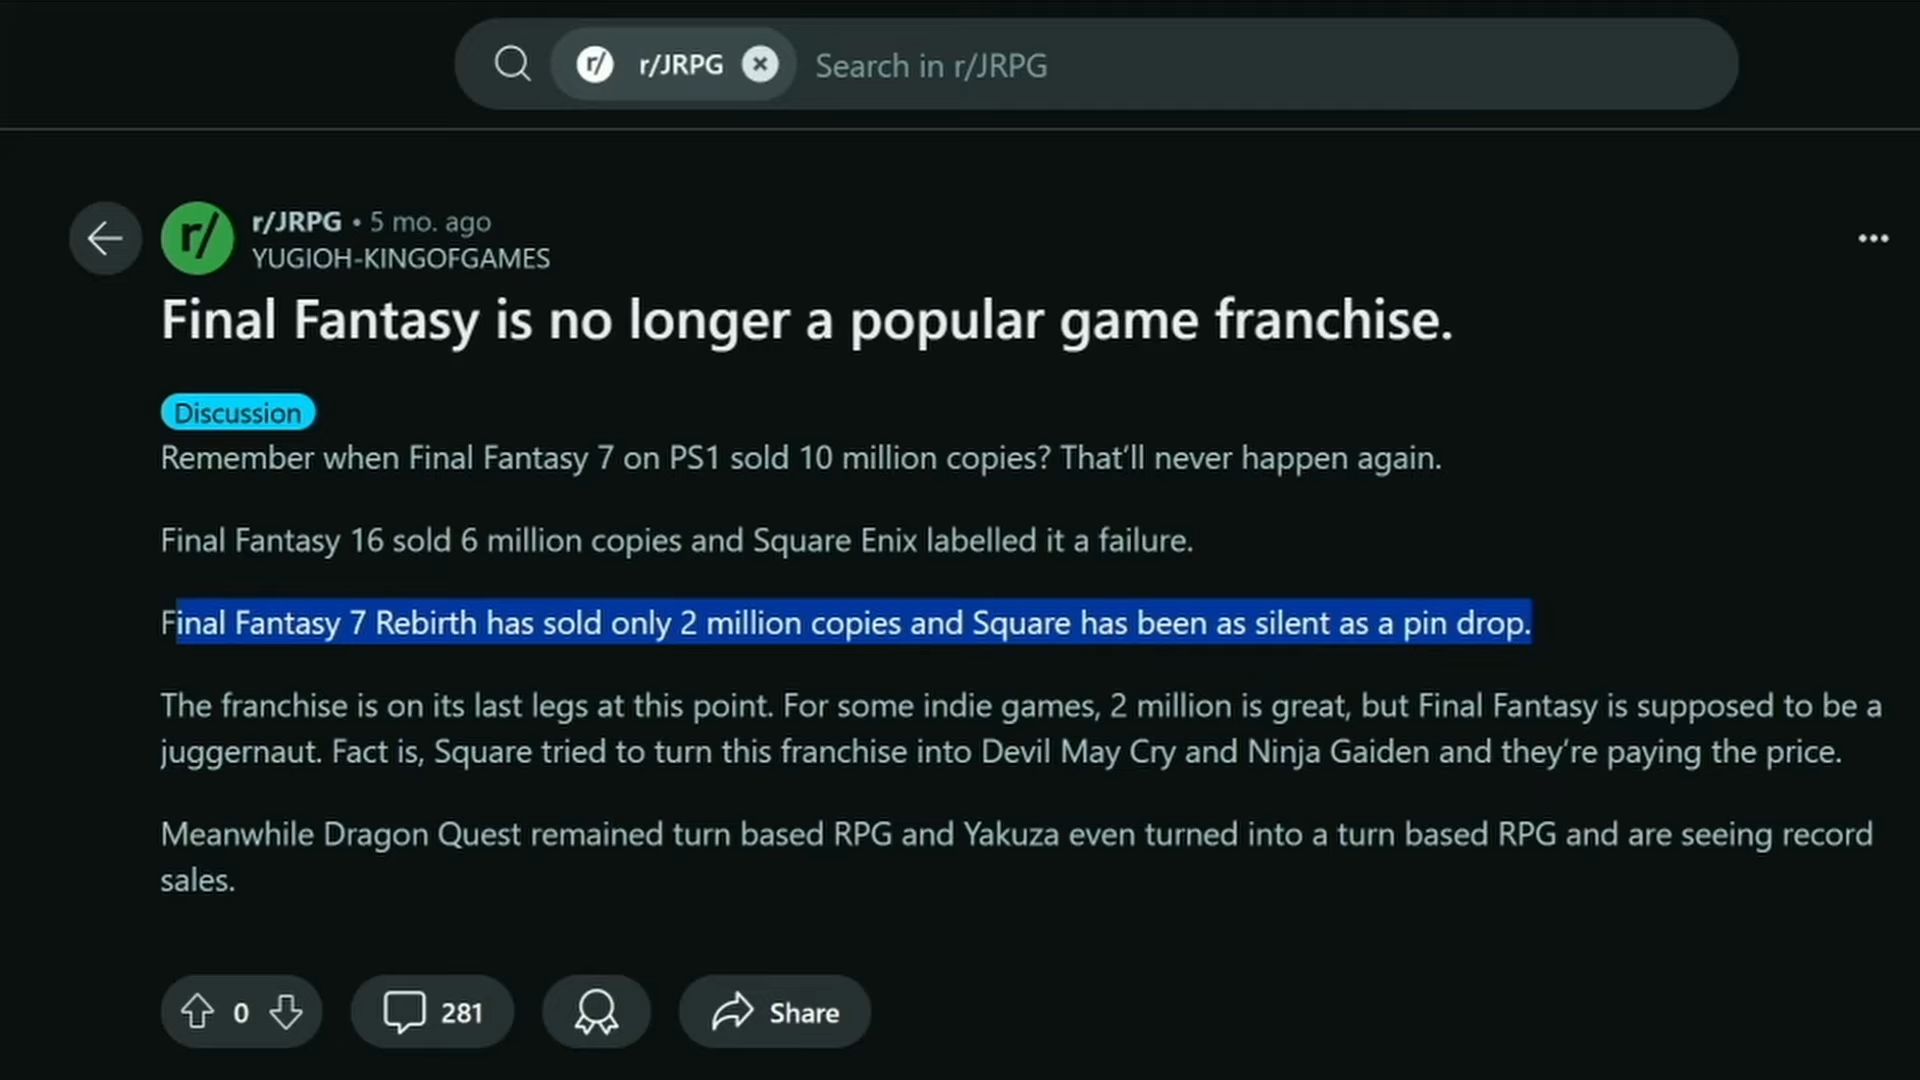 r/ r/JRPG Search in r/JRPG
r/ r/JRPG • 5 mo. ago
YUGIOH-KINGOFGAMES
Final Fantasy is no longer a popular game franchise.
Discussion
Remember when Final Fantasy 7 on PS1 sold 10 million copies? That’ll never happen again.
Final Fantasy 16 sold 6 million copies and Square Enix labelled it a failure.
Final Fantasy 7 Rebirth has sold only 2 million copies and Square has been as silent as a pin drop.
The franchise is on its last legs at this point. For some indie games, 2 million is great, but Final Fantasy is supposed to be a
juggernaut. Fact is, Square tried to turn this franchise into Devil May Cry and Ninja Gaiden and they’re paying the price.
Meanwhile Dragon Quest remained turn based RPG and Yakuza even turned into a turn based RPG and are seeing record
sales.
0 281 Share